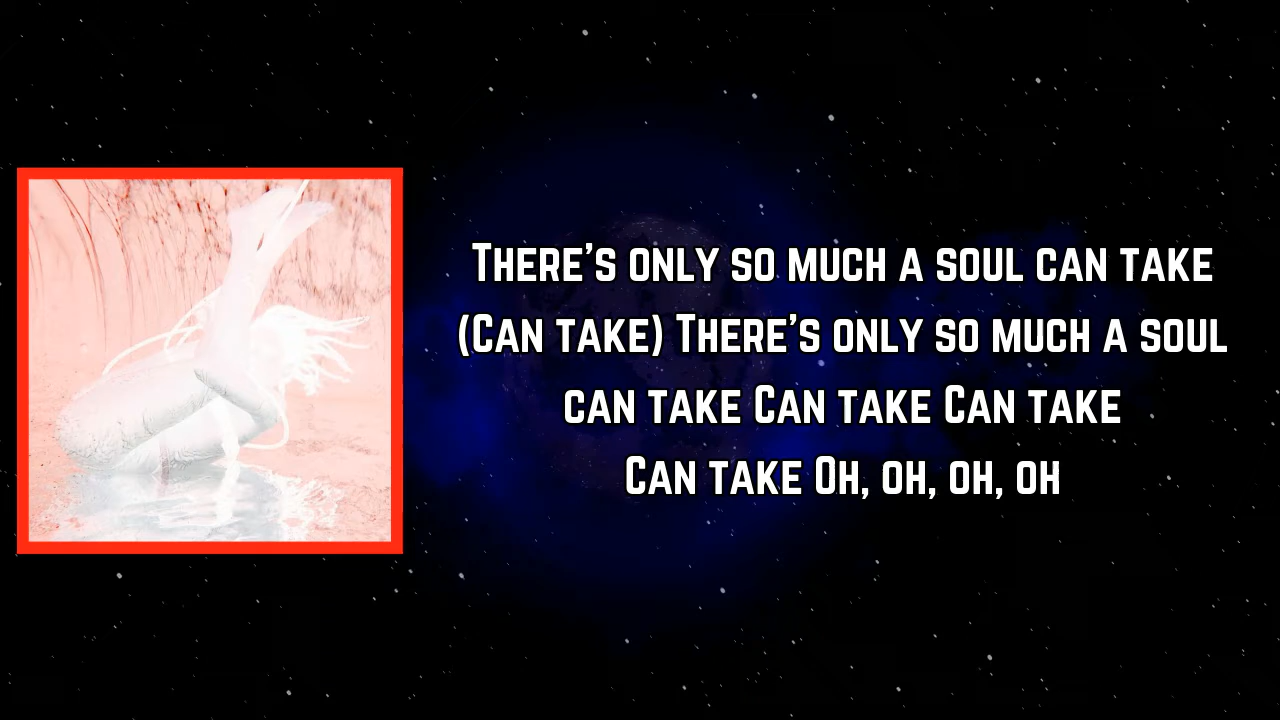 There's only so much a soul can take
(Can take) There's only so much a soul
can take Can take Can take
Can take Oh, oh, oh, oh